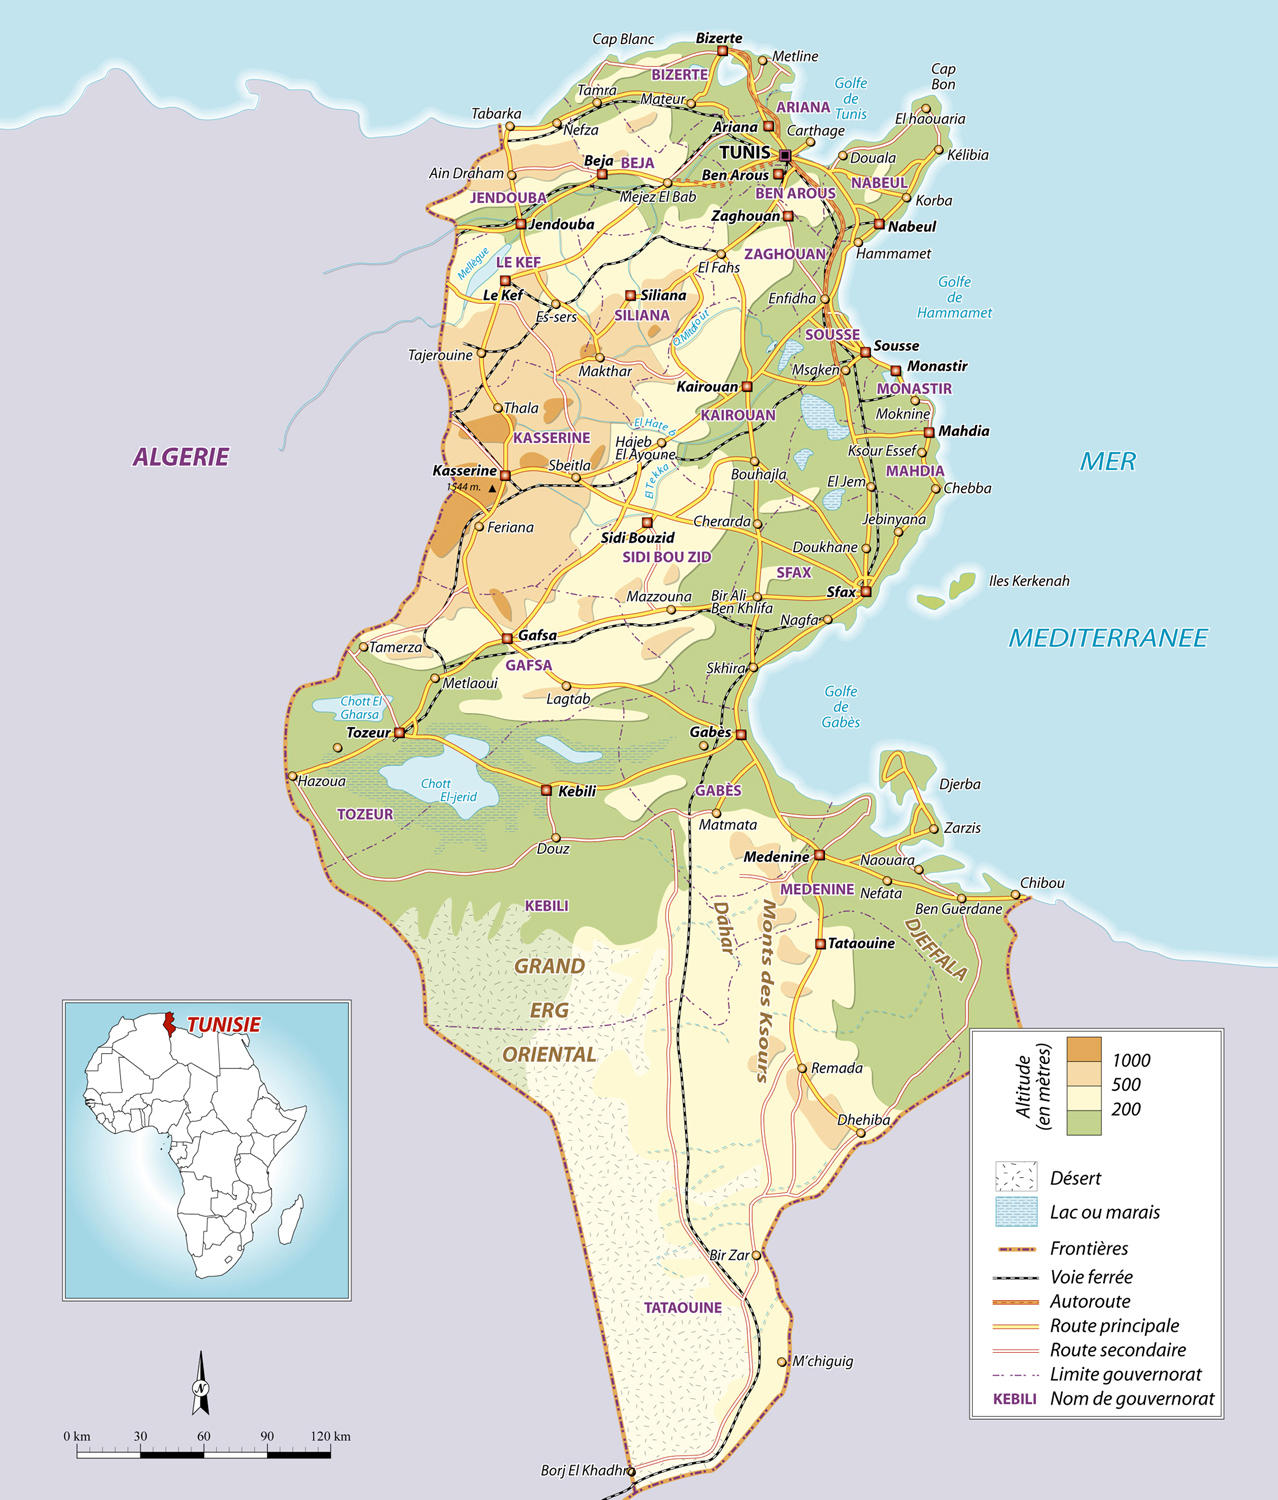 Cap Blanc
Bizerte
Metline
BIZERTE
Cap
Bon
Golfe
de
Tunis
Tamra
Mateur
ARIANA
Tabarka
Nefza
Ariana
Carthage
El haouaria
TUNIS
Douala
Kélibia
Beja
BEJA
Ain Draham
Ben Arous
NABEUL
JENDOUBA
Mejez El Bab
BEN AROUS
Korba
Jendouba
Zaghouan
Nabeul
Mellègue
LE KEF
El Fahs
ZAGHOUAN
Hammamet
Le Kef
Siliana
Enfidha
Golfe
de
Hammamet
Es-sers
SILIANA
SOUSSE
Sousse
Tajerouine
Makthar
Msaken
Monastir
Kairouan
MONASTIR
Thala
KAIROUAN
Moknine
El Hateb
KASSERINE
Hajeb
El Ayoune
Mahdia
ALGERIE
Ksour Essef
MER
Kasserine
Sbeitla
Bouhajla
MAHDIA
1544 m.
El Tekka
El Jem
Chebba
Feriana
Sidi Bouzid
Cherarda
Jebinyana
SIDI BOU ZID
Doukhane
SFAX
Iles Kerkenah
Mazzouna
Bir Ali
Ben Khlifa
Sfax
Nagfa
Gafsa
MEDITERRANEE
Tamerza
GAFSA
Skhira
Metlaoui
Lagtab
Chott El
Gharsa
Golfe
de
Gabès
Tozeur
Gabès
Hazoua
Chott
El-jerid
Kebili
GABÈS
Djerba
TOZEUR
Matmata
Zarzis
Douz
Medenine
Naouara
MEDENINE
Nefata
Chibou
KEBILI
Ben Guerdane
Dahar
Monts des Ksours
Tataouine
DJEFFALA
GRAND
ERG
ORIENTAL
Remada
Dhehiba
Bir Zar
TATAOUINE
M'chiguig
Borj El Khadhr
TUNISIE
N
0 km 30 60 90 120 km
Altitude
(en mètres)
1000
500
200
Désert
Lac ou marais
Frontières
Voie ferrée
Autoroute
Route principale
Route secondaire
Limite gouvernorat
KEBILI Nom de gouvernorat